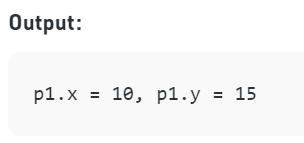 Output:
p1.x = 10, p1.y = 15